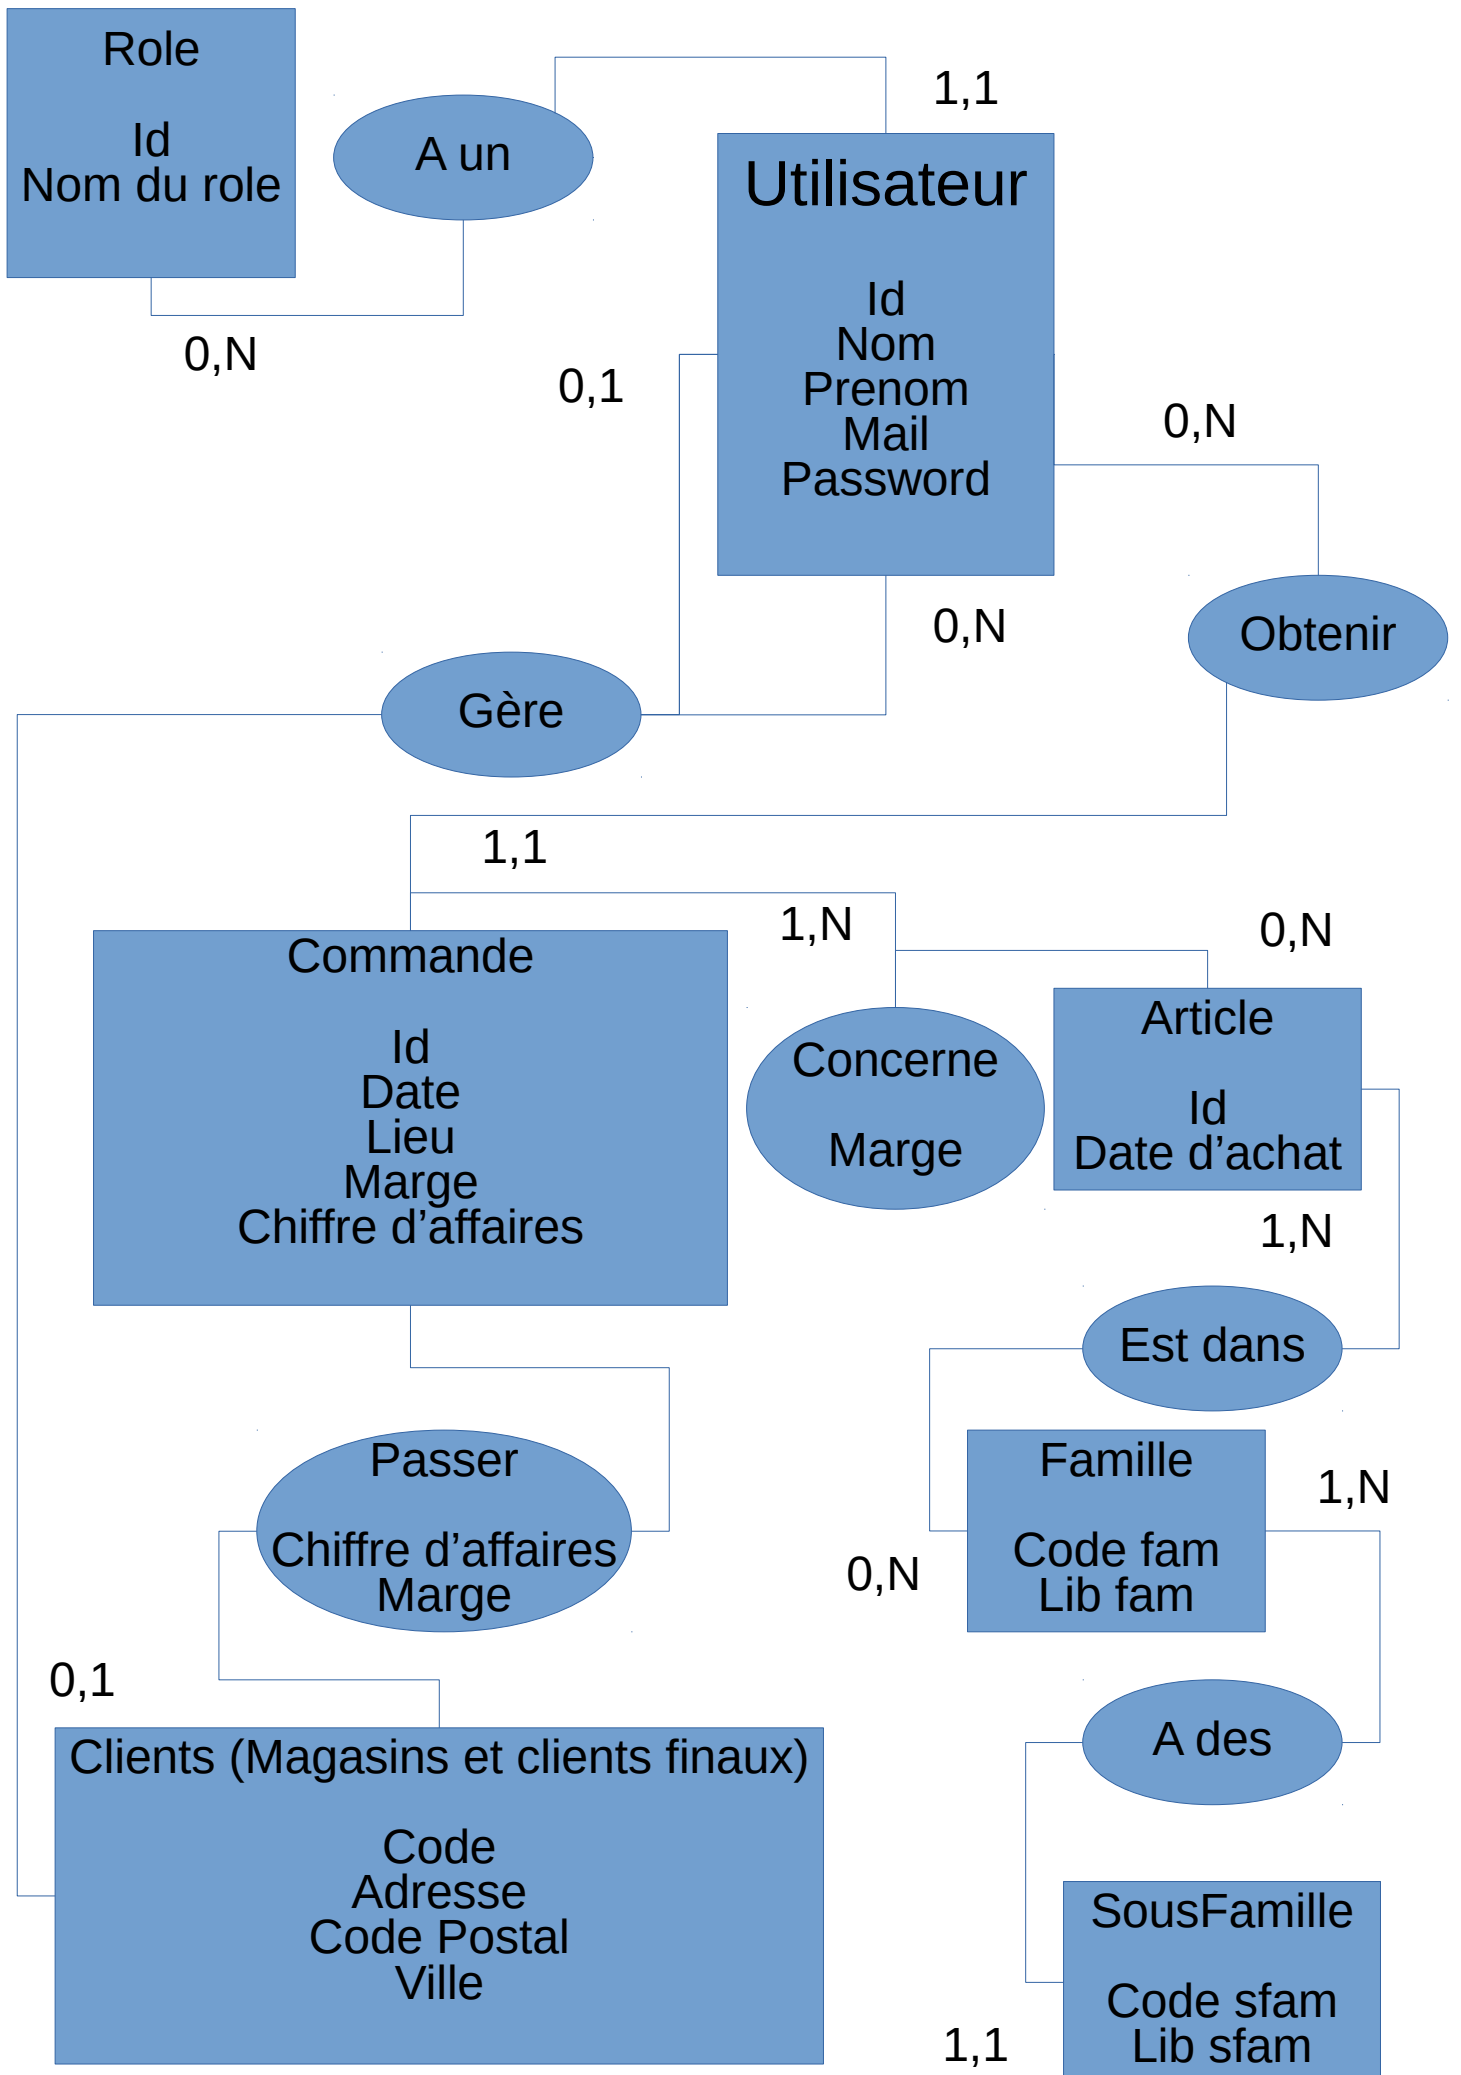 Role
Id
Nom du role
A un
1,1
Utilisateur
Id
Nom
Prenom
Mail
Password
0,N
0,1
0,N
0,N
Obtenir
Gère
1,1
1,N
0,N
Commande
Id
Date
Lieu
Marge
Chiffre d’affaires
Concerne
Marge
Article
Id
Date d’achat
1,N
Est dans
Passer
Chiffre d’affaires
Marge
Famille
Code fam
Lib fam
1,N
0,N
0,1
A des
Clients (Magasins et clients finaux)
Code
Adresse
Code Postal
Ville
SousFamille
Code sfam
Lib sfam
1,1